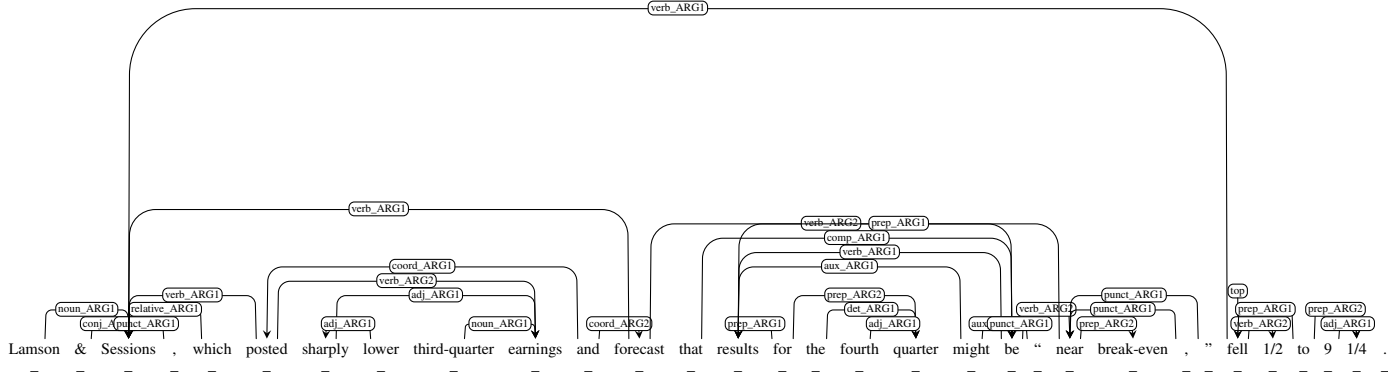 verb_ARG1
verb_ARG1
verb_ARG2 prep_ARG1
comp_ARG1
verb_ARG1
coord_ARG1 aux_ARG1
verb_ARG2
top
verb_ARG1 adj_ARG1 prep_ARG2 punct_ARG1
noun_ARG1 relative_ARG1 det_ARG1 verb_ARG2 punct_ARG1 prep_ARG1 prep_ARG2
punct_ARG1 adj_ARG1 noun_ARG1 coord_ARG2 prep_ARG1 adj_ARG1 punct_ARG1 prep_ARG2 verb_ARG2 adj_ARG1
Lamson & Sessions , which posted sharply lower third-quarter earnings and forecast that results for the fourth quarter might be “ near break-even , ” fell 1/2 to 9 1/4 .
_ _ _ _ _ _ _ _ _ _ _ _ _ _ _ _ _ _ _ _ _ _ _ _ _ _ _ _ _ _ _